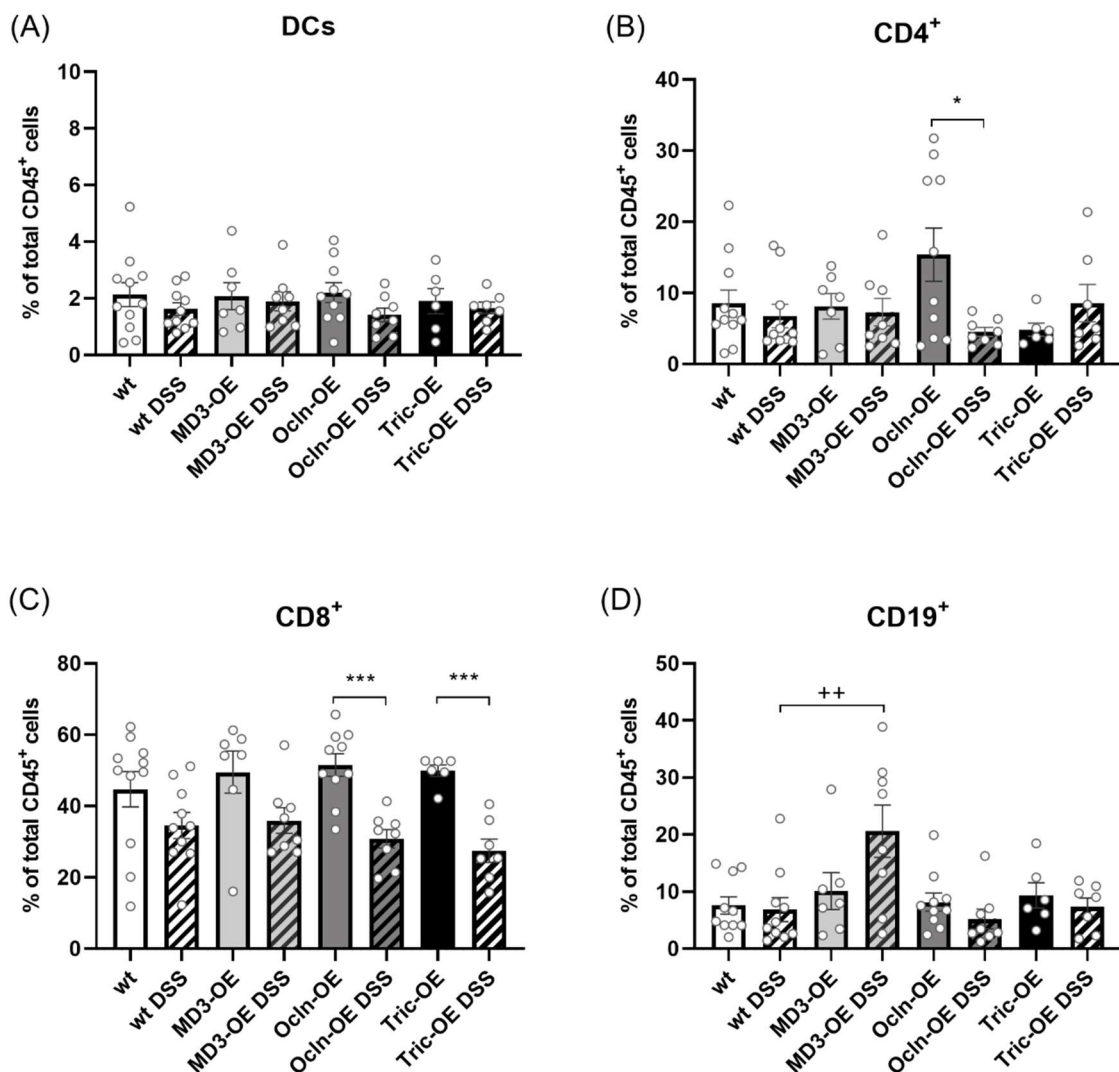 (A)
DCs
% of total CD45⁺ cells
10
8
6
4
2
0
wt
wt DSS
MD3-OE
MD3-OE DSS
Ocln-OE
Ocln-OE DSS
Tric-OE
Tric-OE DSS
(B)
CD4⁺
% of total CD45⁺ cells
40
30
20
10
0
*
wt
wt DSS
MD3-OE
MD3-OE DSS
Ocln-OE
Ocln-OE DSS
Tric-OE
Tric-OE DSS
(C)
CD8⁺
% of total CD45⁺ cells
80
60
40
20
0
***
***
wt
wt DSS
MD3-OE
MD3-OE DSS
Ocln-OE
Ocln-OE DSS
Tric-OE
Tric-OE DSS
(D)
CD19⁺
% of total CD45⁺ cells
50
40
30
20
10
0
++
wt
wt DSS
MD3-OE
MD3-OE DSS
Ocln-OE
Ocln-OE DSS
Tric-OE
Tric-OE DSS